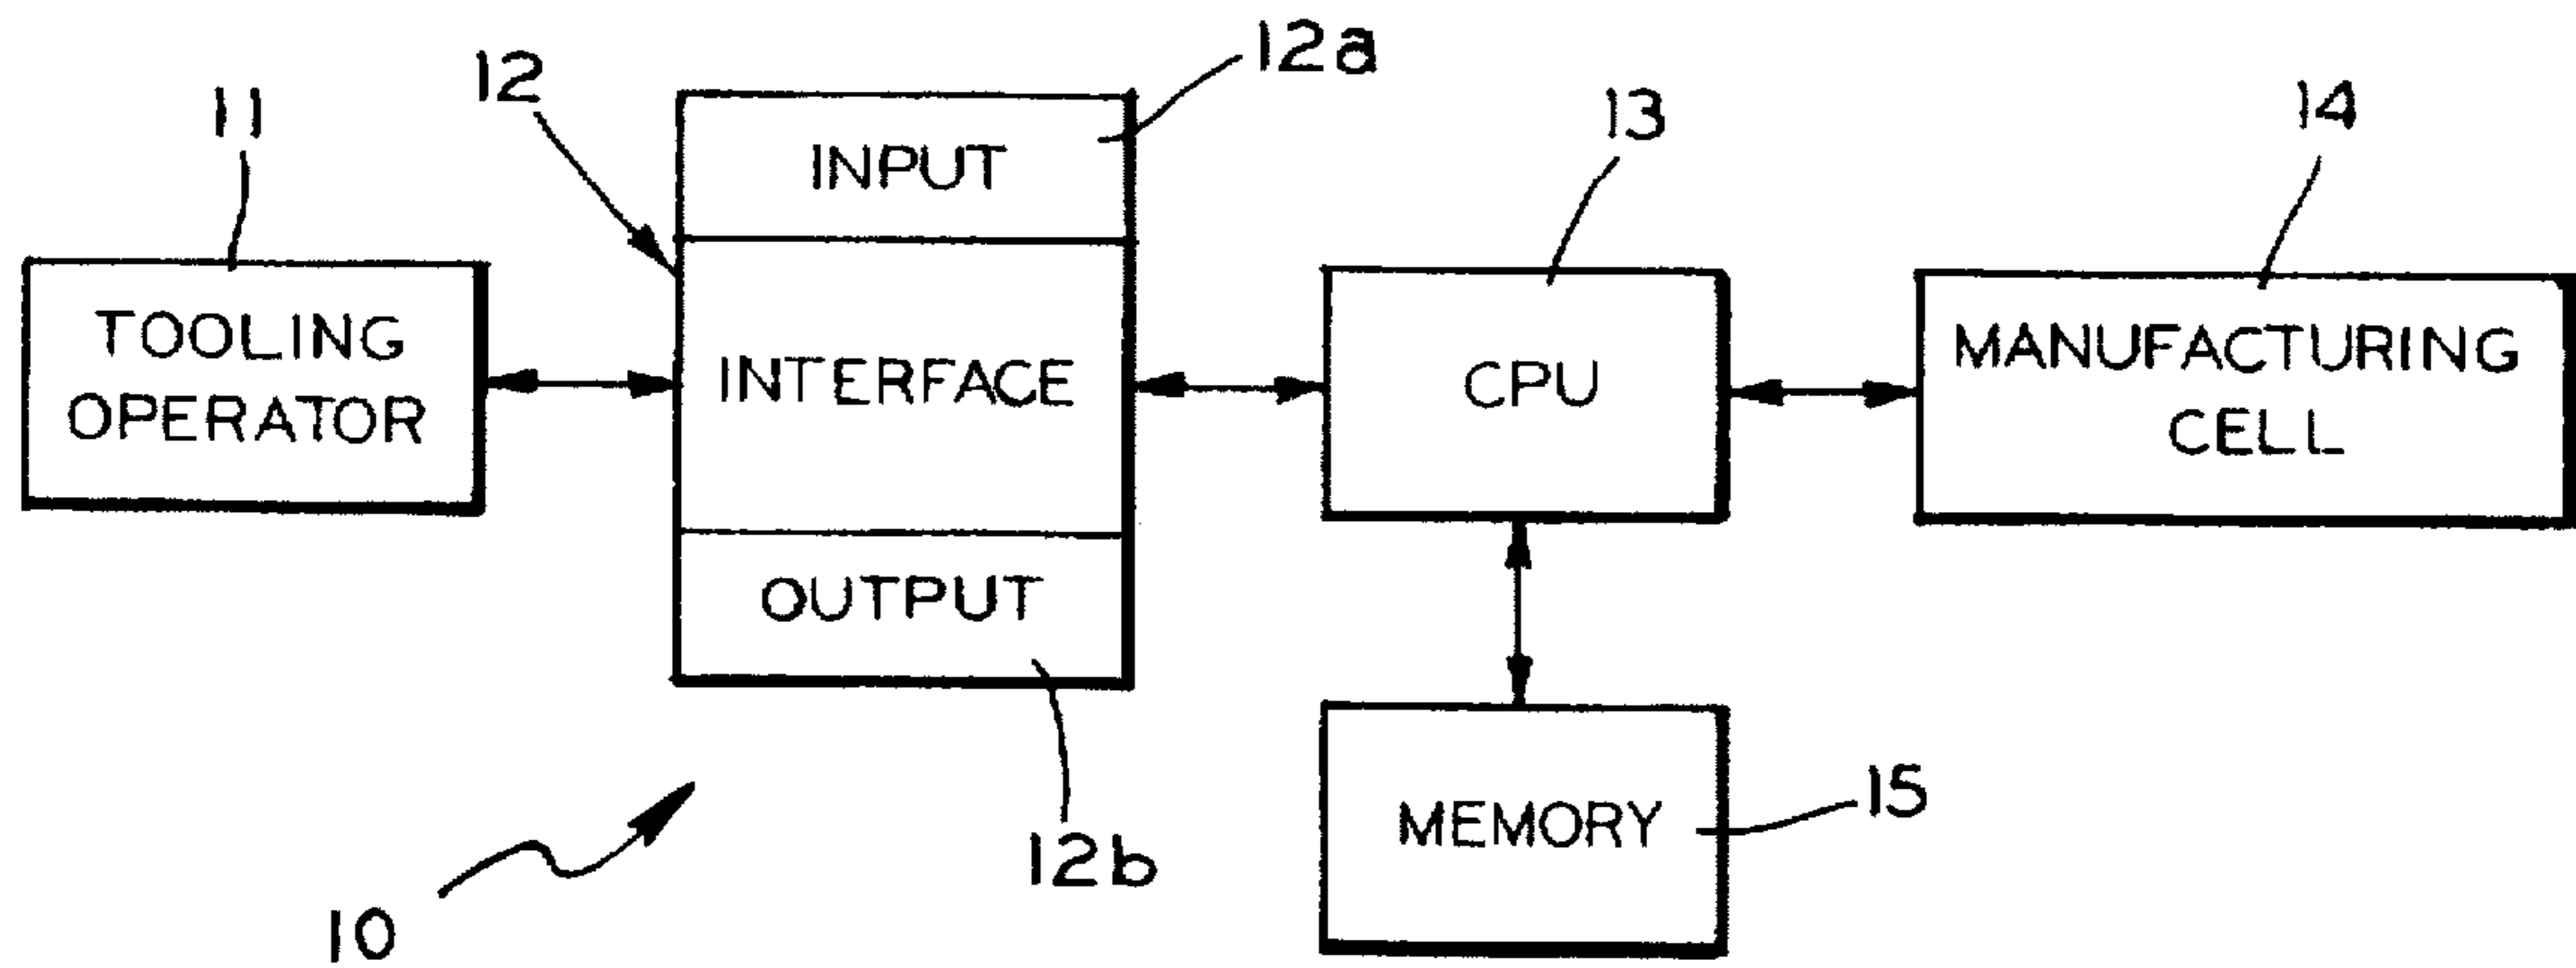 11
12
12a
13
14
INPUT
TOOLING
OPERATOR
INTERFACE
CPU
MANUFACTURING
CELL
OUTPUT
12b
MEMORY
15
10